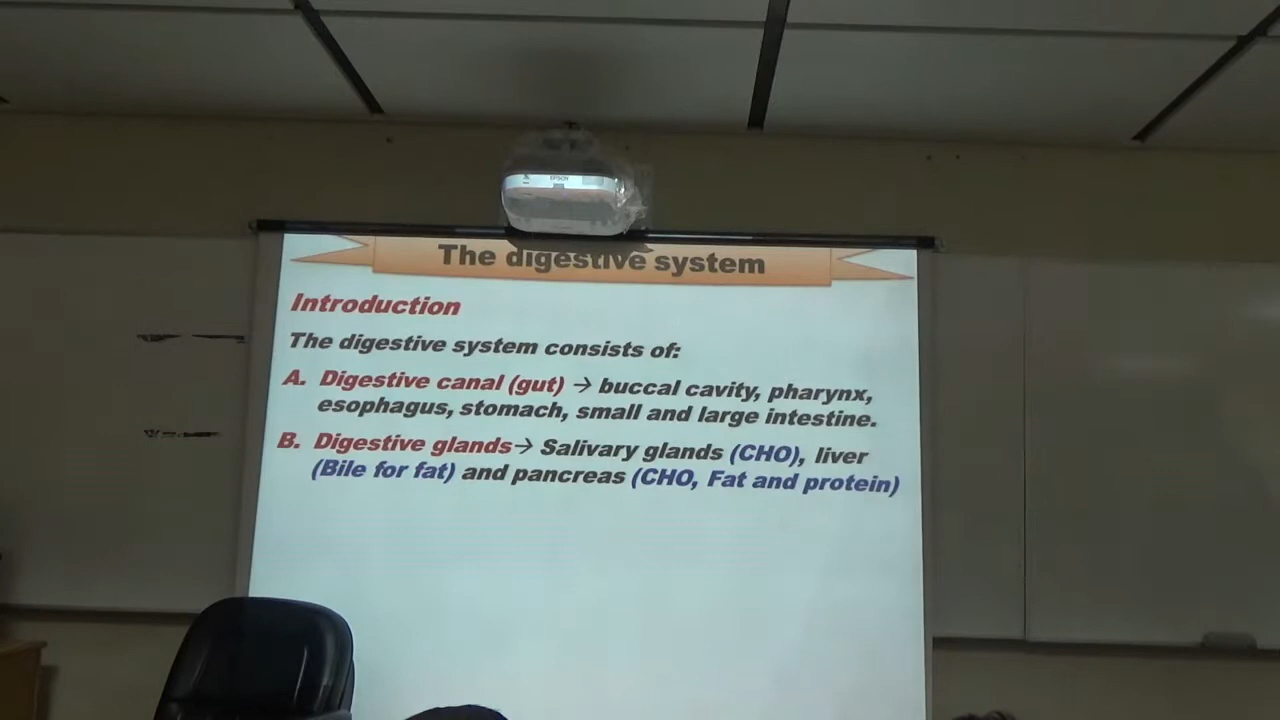 EPSON
The digestive system
Introduction
The digestive system consists of:
A. Digestive canal (gut) → buccal cavity, pharynx,
esophagus, stomach, small and large intestine.
B. Digestive glands→ Salivary glands (CHO), liver
(Bile for fat) and pancreas (CHO, Fat and protein)